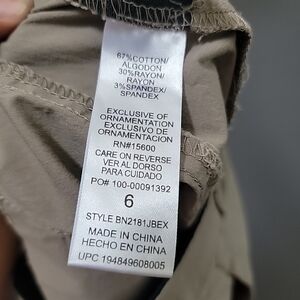 67%COTTON/
ALGODON
30%RAYON/
RAYON
3%SPANDEX/
SPANDEX
EXCLUSIVE OF
ORNAMENTATION
EXCLUSIVO DE
ORNAMENTACION
RN#15600
CARE ON REVERSE
VER AL DORSO
PARA CUIDADO
PO# 100-00091392
6
STYLE BN2181JBEX
MADE IN CHINA
HECHO EN CHINA
UPC 194849608005